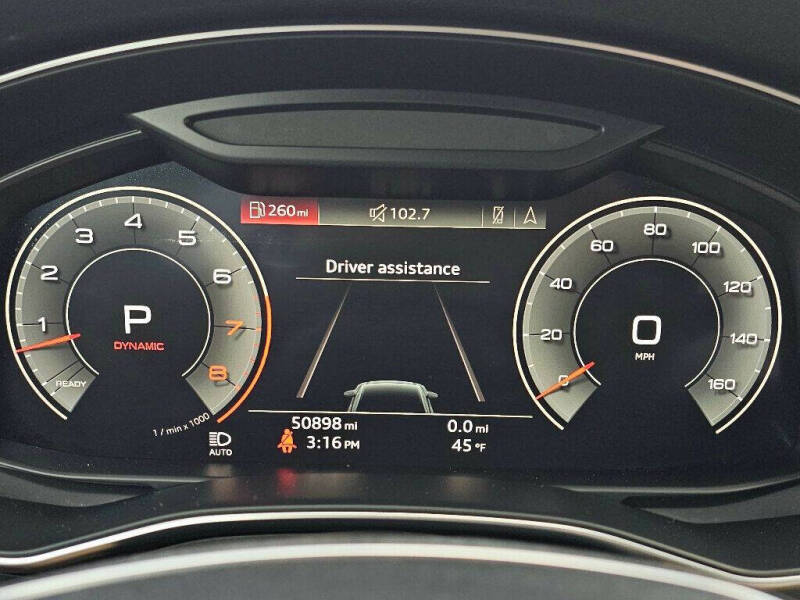 260 mi 102.7
Driver assistance
1 2 3 4 5 6 7 8
READY
P
DYNAMIC
1 / min x 1000
AUTO
50898 mi 0.0 mi
3:16 PM 45 °F
0 20 40 60 80 100 120 140 160
0
MPH